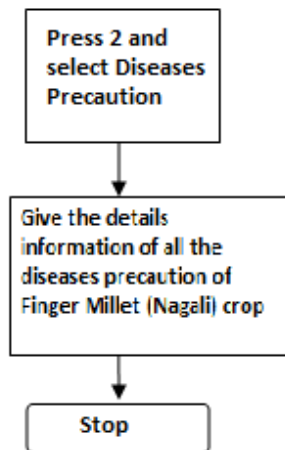 Press 2 and
select Diseases
Precaution
Give the details
information of all the
diseases precaution of
Finger Millet (Nagali) crop
Stop